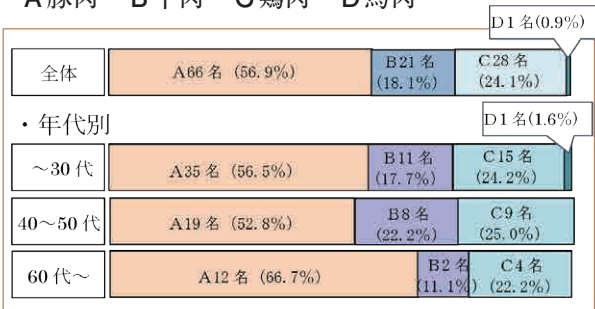 A豚肉 B牛肉 C鶏肉 D馬肉
D1名(0.9%)
全体 A66名（56.9%） B21名（18.1%） C28名（24.1%）
・年代別
D1名(1.6%)
～30代 A35名（56.5%） B11名（17.7%） C15名（24.2%）
40～50代 A19名（52.8%） B8名（22.2%） C9名（25.0%）
60代～ A12名（66.7%） B2名（11.1%） C4名（22.2%）